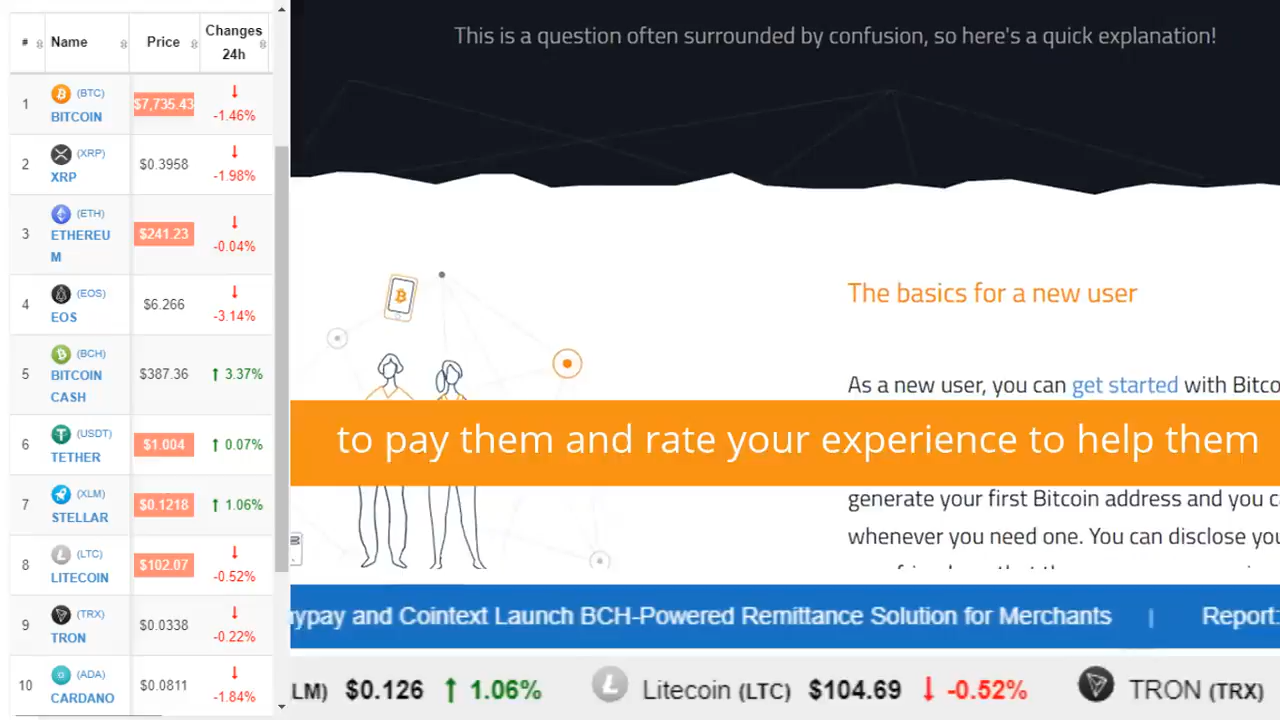 # Name Price Changes 24h
1 (BTC) BITCOIN $7,735.43 ↓ -1.46%
2 (XRP) XRP $0.3958 ↓ -1.98%
3 (ETH) ETHEREU M $241.23 ↓ -0.04%
4 (EOS) EOS $6.266 ↓ -3.14%
5 (BCH) BITCOIN CASH $387.36 ↑ 3.37%
6 (USDT) TETHER $1.004 ↑ 0.07%
7 (XLM) STELLAR $0.1218 ↑ 1.06%
8 (LTC) LITECOIN $102.07 ↓ -0.52%
9 (TRX) TRON $0.0338 ↓ -0.22%
10 (ADA) CARDANO $0.0811 ↓ -1.84%
This is a question often surrounded by confusion, so here's a quick explanation!
The basics for a new user
As a new user, you can get started with Bitco
to pay them and rate your experience to help them
generate your first Bitcoin address and you c
whenever you need one. You can disclose you
ypay and Cointext Launch BCH-Powered Remittance Solution for Merchants | Report:
LM) $0.126 ↑ 1.06% Litecoin (LTC) $104.69 ↓ -0.52% TRON (TRX)